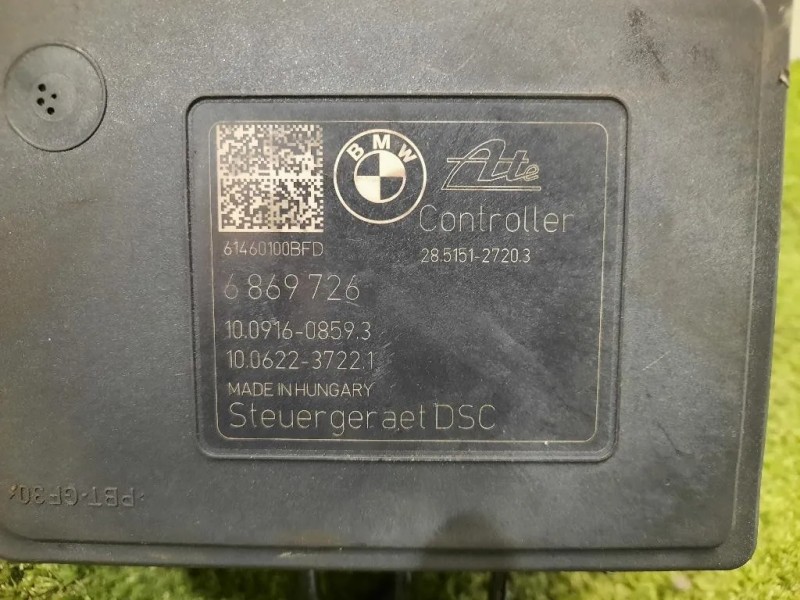 BMW
Ate
Controller
61460100BFD
28.5151-2720.3
6 869 726
10.0916-0859.3
10.0622-3722.1
MADE IN HUNGARY
Steuergeraet DSC
>PBT-GF30<